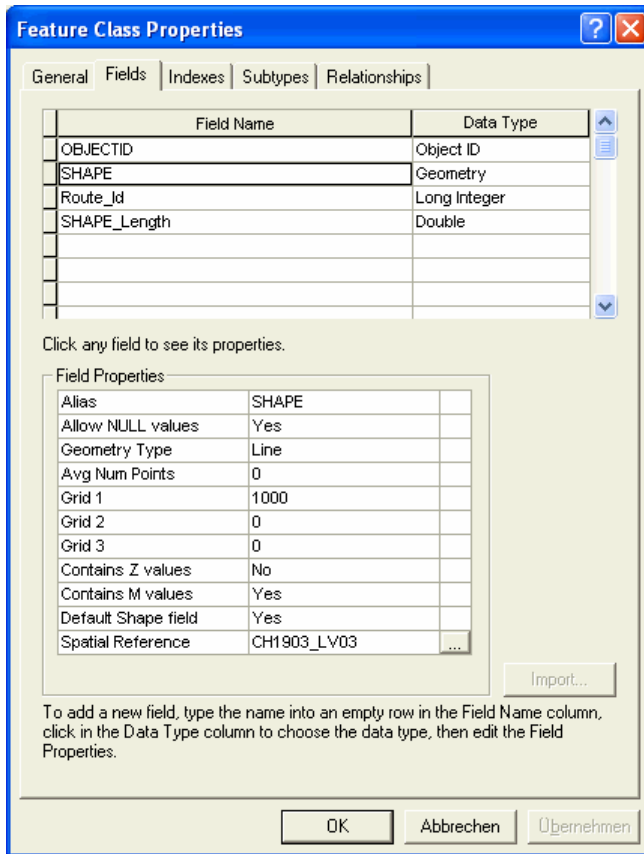 Feature Class Properties
General Fields Indexes Subtypes Relationships
Field Name Data Type
OBJECTID Object ID
SHAPE Geometry
Route_Id Long Integer
SHAPE_Length Double
Click any field to see its properties.
Field Properties
Alias SHAPE
Allow NULL values Yes
Geometry Type Line
Avg Num Points 0
Grid 1 1000
Grid 2 0
Grid 3 0
Contains Z values No
Contains M values Yes
Default Shape field Yes
Spatial Reference CH1903_LV03 ...
Import...
To add a new field, type the name into an empty row in the Field Name column,
click in the Data Type column to choose the data type, then edit the Field
Properties.
OK Abbrechen Übernehmen